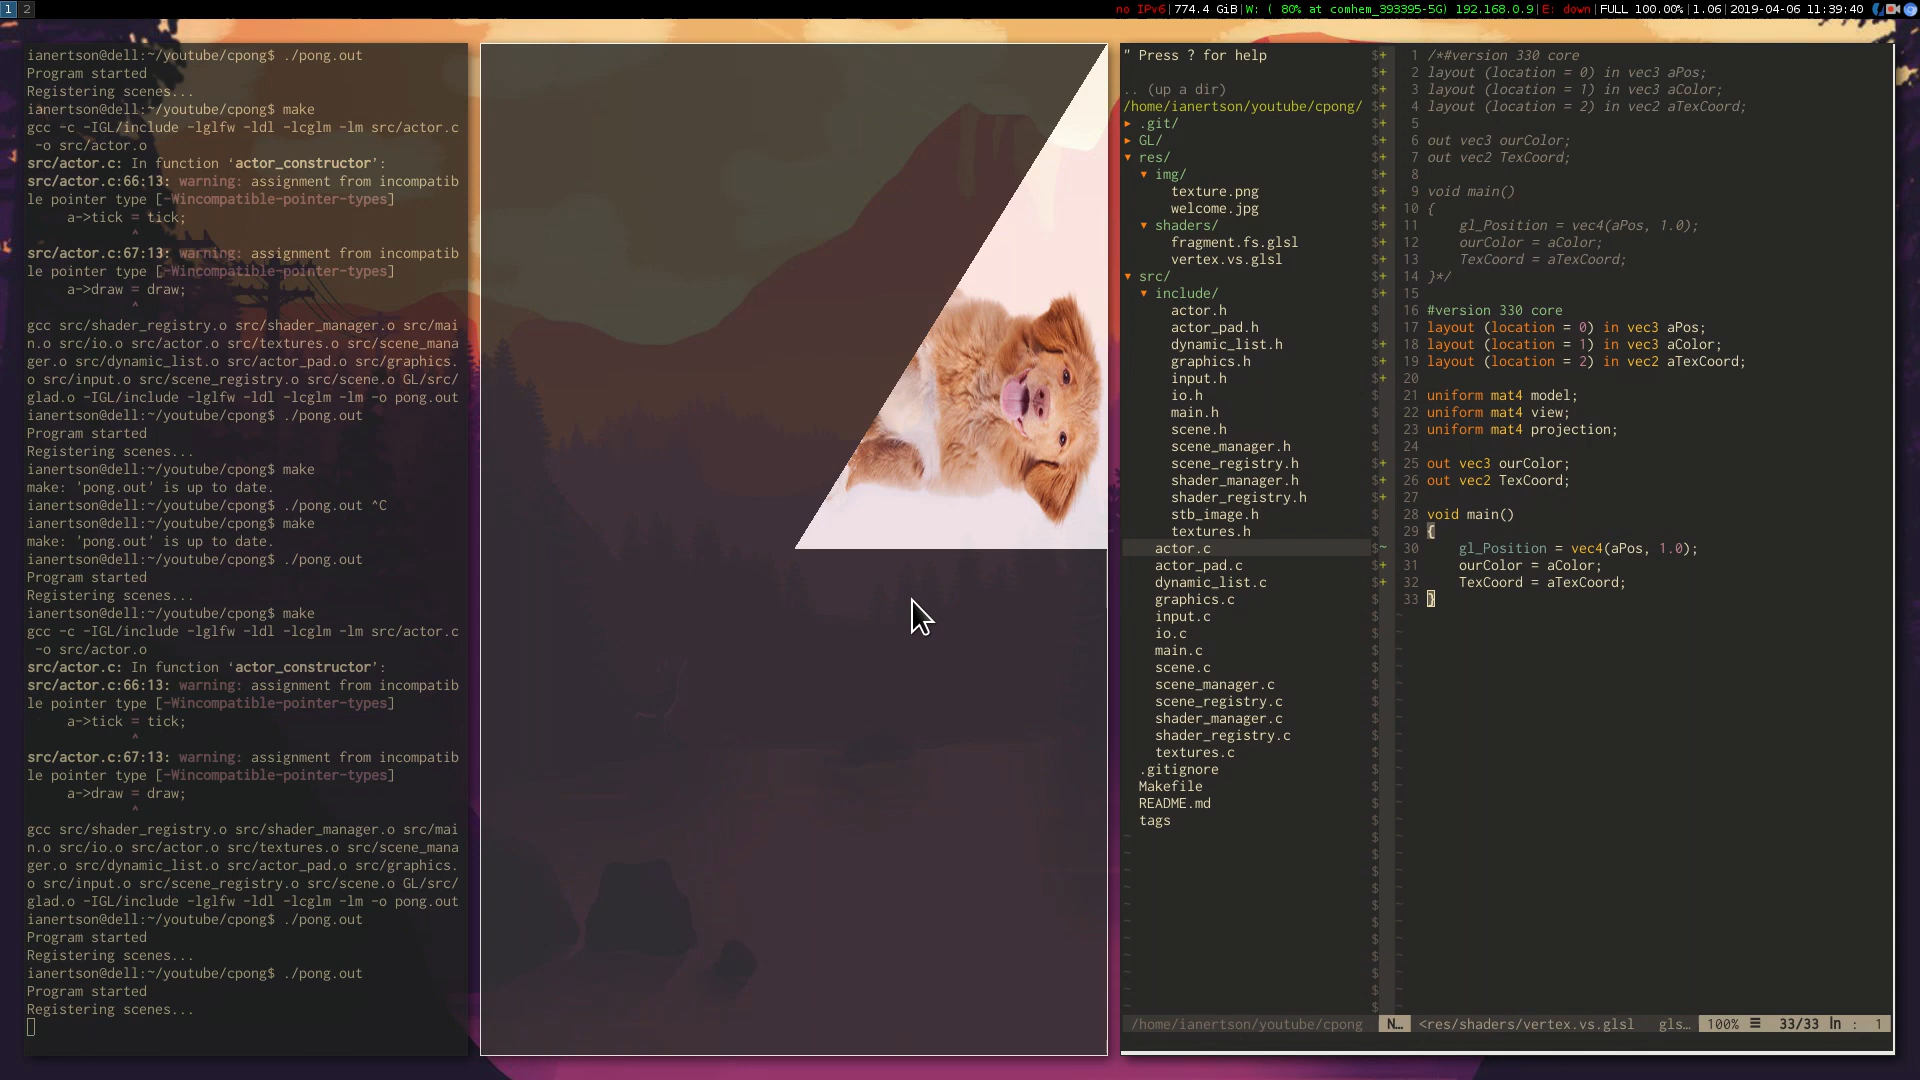 1 2
no IPv6|774.4 GiB|W: ( 80% at comhem_393395-5G) 192.168.0.9|E: down|FULL 100.00%|1.06|2019-04-06 11:39:40
ianertson@dell:~/youtube/cpong$ ./pong.out
Program started
Registering scenes...
ianertson@dell:~/youtube/cpong$ make
gcc -c -IGL/include -lglfw -ldl -lcglm -lm src/actor.c
 -o src/actor.o
src/actor.c: In function ‘actor_constructor’:
src/actor.c:66:13: warning: assignment from incompatib
le pointer type [-Wincompatible-pointer-types]
     a->tick = tick;
             ^
src/actor.c:67:13: warning: assignment from incompatib
le pointer type [-Wincompatible-pointer-types]
     a->draw = draw;
             ^
gcc src/shader_registry.o src/shader_manager.o src/mai
n.o src/io.o src/actor.o src/textures.o src/scene_mana
ger.o src/dynamic_list.o src/actor_pad.o src/graphics.
o src/input.o src/scene_registry.o src/scene.o GL/src/
glad.o -IGL/include -lglfw -ldl -lcglm -lm -o pong.out
ianertson@dell:~/youtube/cpong$ ./pong.out
Program started
Registering scenes...
ianertson@dell:~/youtube/cpong$ make
make: 'pong.out' is up to date.
ianertson@dell:~/youtube/cpong$ ./pong.out ^C
ianertson@dell:~/youtube/cpong$ make
make: 'pong.out' is up to date.
ianertson@dell:~/youtube/cpong$ ./pong.out
Program started
Registering scenes...
ianertson@dell:~/youtube/cpong$ make
gcc -c -IGL/include -lglfw -ldl -lcglm -lm src/actor.c
 -o src/actor.o
src/actor.c: In function ‘actor_constructor’:
src/actor.c:66:13: warning: assignment from incompatib
le pointer type [-Wincompatible-pointer-types]
     a->tick = tick;
             ^
src/actor.c:67:13: warning: assignment from incompatib
le pointer type [-Wincompatible-pointer-types]
     a->draw = draw;
             ^
gcc src/shader_registry.o src/shader_manager.o src/mai
n.o src/io.o src/actor.o src/textures.o src/scene_mana
ger.o src/dynamic_list.o src/actor_pad.o src/graphics.
o src/input.o src/scene_registry.o src/scene.o GL/src/
glad.o -IGL/include -lglfw -ldl -lcglm -lm -o pong.out
ianertson@dell:~/youtube/cpong$ ./pong.out
Program started
Registering scenes...
ianertson@dell:~/youtube/cpong$ ./pong.out
Program started
Registering scenes...
" Press ? for help
.. (up a dir)
/home/ianertson/youtube/cpong/
▸ .git/
▸ GL/
▾ res/
  ▾ img/
      texture.png
      welcome.jpg
  ▾ shaders/
      fragment.fs.glsl
      vertex.vs.glsl
▾ src/
  ▾ include/
      actor.h
      actor_pad.h
      dynamic_list.h
      graphics.h
      input.h
      io.h
      main.h
      scene.h
      scene_manager.h
      scene_registry.h
      shader_manager.h
      shader_registry.h
      stb_image.h
      textures.h
    actor.c
    actor_pad.c
    dynamic_list.c
    graphics.c
    input.c
    io.c
    main.c
    scene.c
    scene_manager.c
    scene_registry.c
    shader_manager.c
    shader_registry.c
    textures.c
  .gitignore
  Makefile
  README.md
  tags
/home/ianertson/youtube/cpong
1 /*#version 330 core
2 layout (location = 0) in vec3 aPos;
3 layout (location = 1) in vec3 aColor;
4 layout (location = 2) in vec2 aTexCoord;
5
6 out vec3 ourColor;
7 out vec2 TexCoord;
8
9 void main()
10 {
11     gl_Position = vec4(aPos, 1.0);
12     ourColor = aColor;
13     TexCoord = aTexCoord;
14 }*/
15
16 #version 330 core
17 layout (location = 0) in vec3 aPos;
18 layout (location = 1) in vec3 aColor;
19 layout (location = 2) in vec2 aTexCoord;
20
21 uniform mat4 model;
22 uniform mat4 view;
23 uniform mat4 projection;
24
25 out vec3 ourColor;
26 out vec2 TexCoord;
27
28 void main()
29 {
30     gl_Position = vec4(aPos, 1.0);
31     ourColor = aColor;
32     TexCoord = aTexCoord;
33 }
N… <res/shaders/vertex.vs.glsl gls… 100% ☰ 33/33 ln : 1